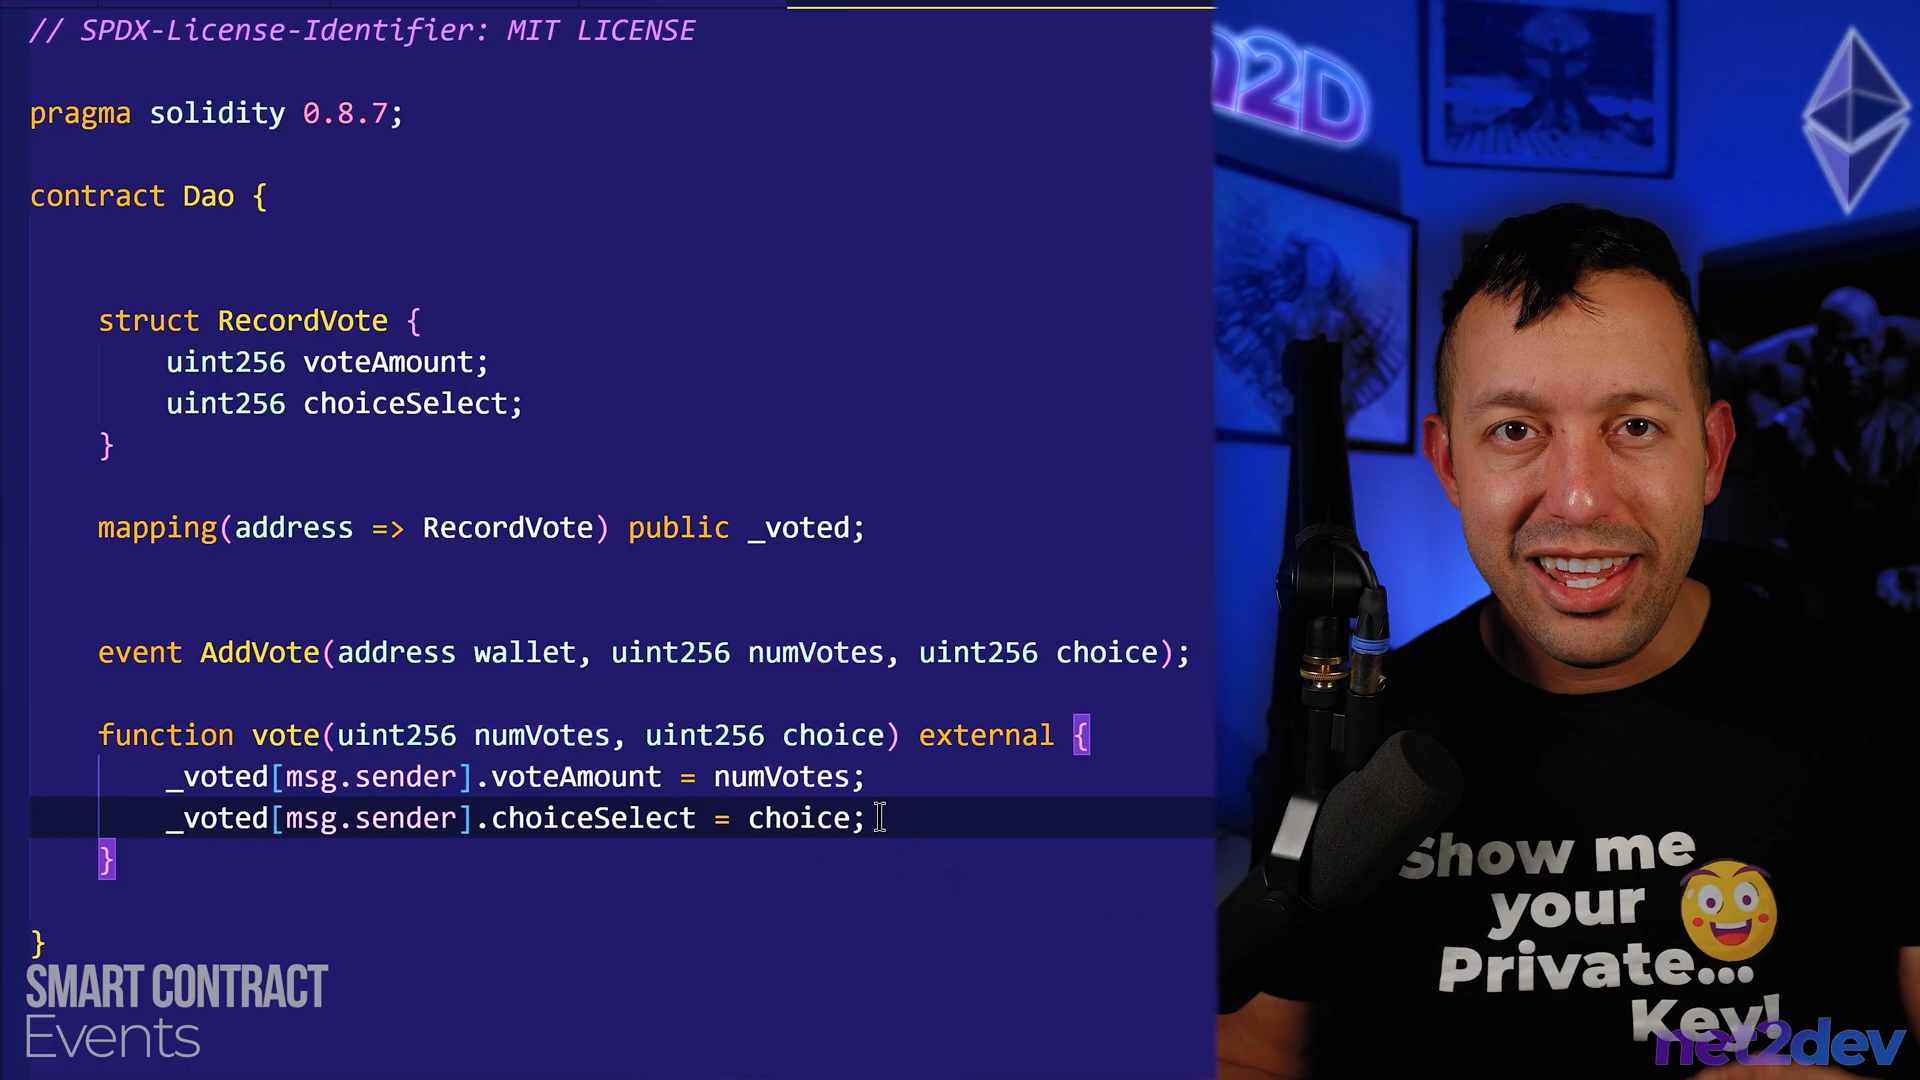 // SPDX-License-Identifier: MIT LICENSE
pragma solidity 0.8.7;
contract Dao {
struct RecordVote {
uint256 voteAmount;
uint256 choiceSelect;
}
mapping(address => RecordVote) public _voted;
event AddVote(address wallet, uint256 numVotes, uint256 choice);
function vote(uint256 numVotes, uint256 choice) external {
_voted[msg.sender].voteAmount = numVotes;
_voted[msg.sender].choiceSelect = choice;
}
}
SMART CONTRACT
Events
n2D
Show me
your
Private...
Key!
net2dev